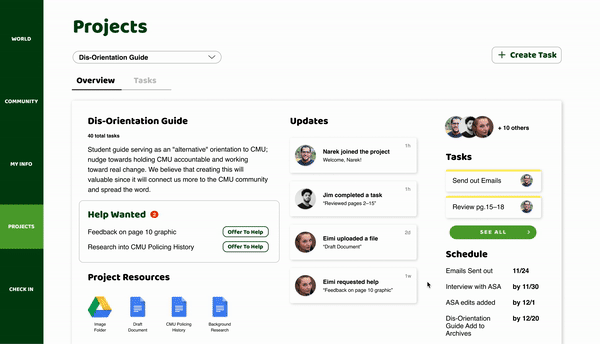 WORLD
COMMUNITY
MY INFO
PROJECTS
CHECK IN
Projects
Dis-Orientation Guide
+ Create Task
Overview
Tasks
Dis-Orientation Guide
40 total tasks
Student guide serving as an "alternative" orientation to CMU;
nudge towards holding CMU accountable and working
toward real change. We believe that creating this will
valuable since it will connect us more to the CMU community
and spread the word.
Help Wanted 2
Feedback on page 10 graphic
Offer To Help
Research into CMU Policing History
Offer To Help
Project Resources
Image
Folder
Draft
Document
CMU Policing
History
Background
Research
Updates
1h
Narek joined the project
Welcome, Narek!
1h
Jim completed a task
"Reviewed pages 2–15"
2d
Eimi uploaded a file
"Draft Document"
1w
Eimi requested help
"Feedback on page 10 graphic"
+ 10 others
Tasks
Send out Emails
Review pg.15–18
SEE ALL
Schedule
Emails Sent out 11/24
Interview with ASA by 11/30
ASA edits added by 12/1
Dis-Orientation by 12/20
Guide Add to
Archives